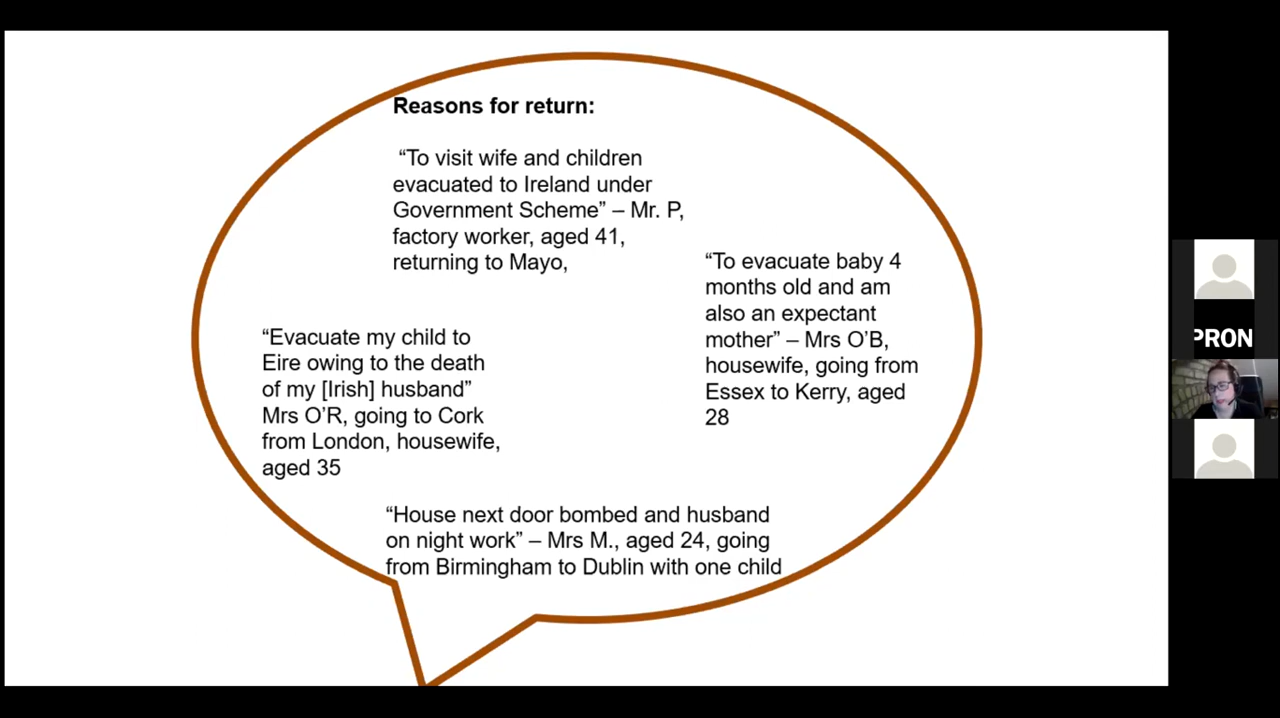 Reasons for return:
“To visit wife and children
evacuated to Ireland under
Government Scheme” – Mr. P,
factory worker, aged 41,
returning to Mayo,
“To evacuate baby 4
months old and am
also an expectant
mother” – Mrs O’B,
housewife, going from
Essex to Kerry, aged
28
“Evacuate my child to
Eire owing to the death
of my [Irish] husband”
Mrs O’R, going to Cork
from London, housewife,
aged 35
“House next door bombed and husband
on night work” – Mrs M., aged 24, going
from Birmingham to Dublin with one child
PRON